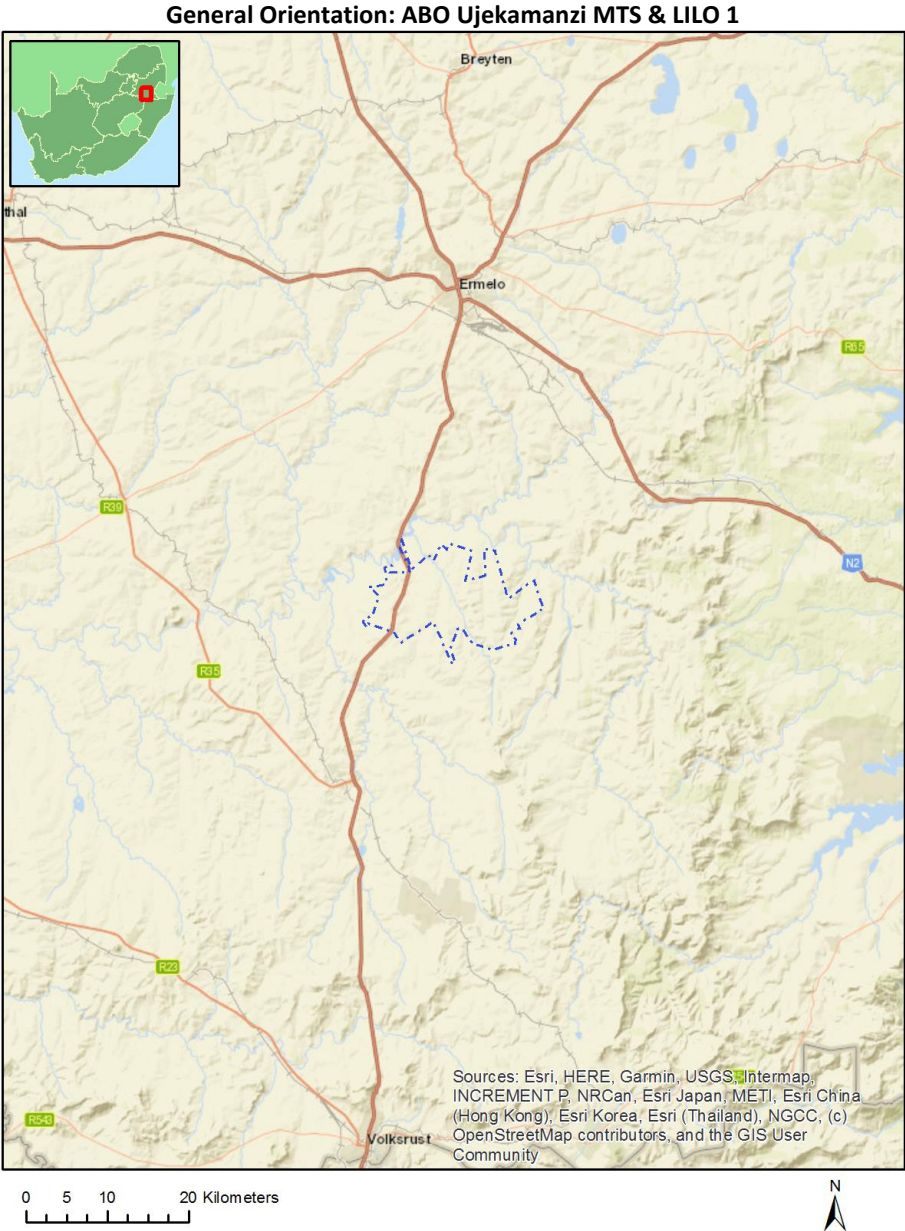 General Orientation: ABO Ujekamanzi MTS & LILO 1
Breyten
thal
Ermelo
R65
R39
N2
R35
R23
Sources: Esri, HERE, Garmin, USGS, Intermap,
INCREMENT P, NRCan, Esri Japan, METI, Esri China
(Hong Kong), Esri Korea, Esri (Thailand), NGCC, (c)
OpenStreetMap contributors, and the GIS User
Community
R543
Volksrust
0 5 10 20 Kilometers
N